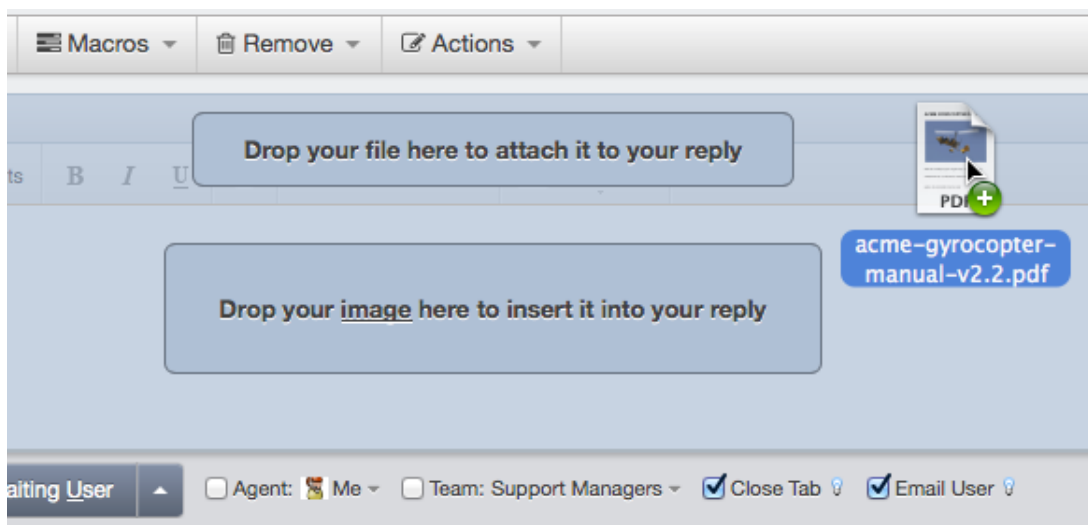 Macros Remove Actions
Drop your file here to attach it to your reply
ts B I U
PDF
acme-gyrocopter-
manual-v2.2.pdf
Drop your image here to insert it into your reply
aiting User Agent: Me Team: Support Managers Close Tab Email User